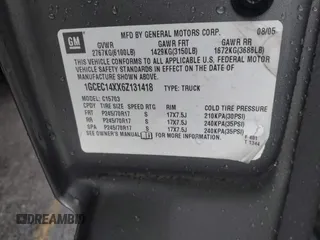 GM
MFD BY GENERAL MOTORS CORP. 08/05
GVWR GAWR FRT GAWR RR
2767KG(6100LB) 1429KG(3150LB) 1672KG(3686LB)
THIS VEHICLE CONFORMS TO ALL APPLICABLE U.S. FEDERAL MOTOR
VEHICLE SAFETY STANDARDS IN EFFECT ON THE DATE OF
MANUFACTURE SHOWN ABOVE.
1GCEC14XX6Z131418 TYPE: TRUCK
MODEL: C15703
CPDY TIRE SIZE SPEED RTG RIM COLD TIRE PRESSURE
FRT P245/70R17 S 17X7.5J 210KPA(30PSI)
RR P245/70R17 S 17X7.5J 240KPA(35PSI)
SPA P245/70R17 S 17X7.5J 240KPA(35PSI)
SEE OWNER'S MANUAL FOR ADDITIONAL INFORMATION.
AUTOBIDMASTER